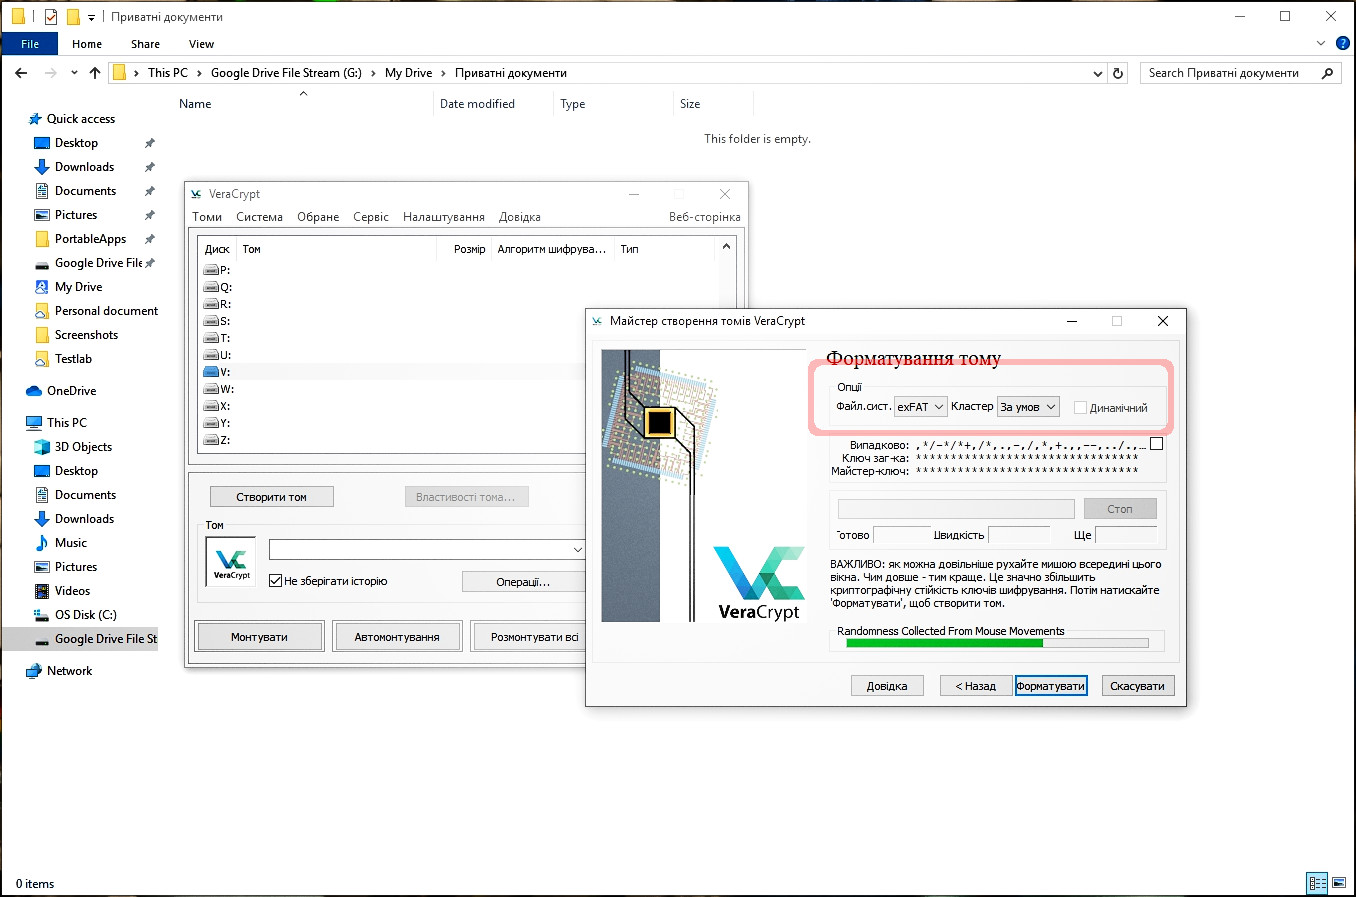 Приватні документи
File Home Share View
This PC Google Drive File Stream (G:) My Drive Приватні документи
Search Приватні документи
Name Date modified Type Size
This folder is empty.
Quick access
Desktop
Downloads
Documents
Pictures
PortableApps
Google Drive File
My Drive
Personal document
Screenshots
Testlab
OneDrive
This PC
3D Objects
Desktop
Documents
Downloads
Music
Pictures
Videos
OS Disk (C:)
Google Drive File St
Network
0 items
VeraCrypt
Томи Система Обране Сервіс Налаштування Довідка Веб-сторінка
Диск Том Розмір Алгоритм шифрува... Тип
P:
Q:
R:
S:
T:
U:
V:
W:
X:
Y:
Z:
Створити том Властивості тома...
Том
VeraCrypt
Не зберігати історію Операції...
Монтувати Автомонтування Розмонтувати всі
Майстер створення томів VeraCrypt
Форматування тому
Опції
Файл.сист. exFAT Кластер За умов Динамічний
Випадково: ,*/-*/*+,/*,.,-,/,*,+.,,--,../.,...
Ключ заг-ка: ********************************
Майстер-ключ: ********************************
Стоп
Готово Швидкість Ще
ВАЖЛИВО: як можна довільніше рухайте мишою всередині цього
вікна. Чим довше - тим краще. Це значно збільшить
криптографічну стійкість ключів шифрування. Потім натискайте
'Форматувати', щоб створити том.
Randomness Collected From Mouse Movements
VeraCrypt
Довідка < Назад Форматувати Скасувати